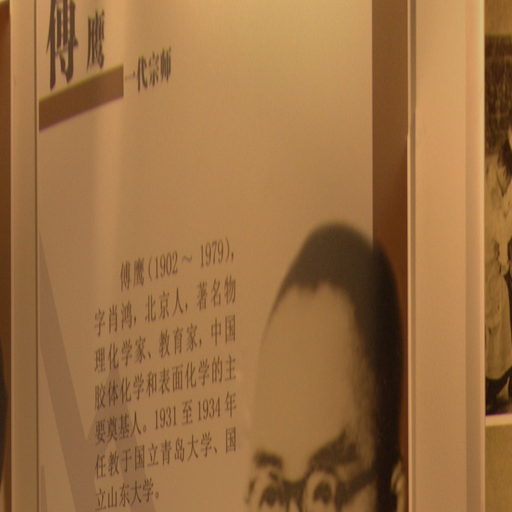 傅鹰
一代宗师
傅鹰(1902～1979),
字肖鸿，北京人，著名物
理化学家、教育家，中国
胶体化学和表面化学的主
要奠基人。1931至1934年
任教于国立青岛大学、国
立山东大学。